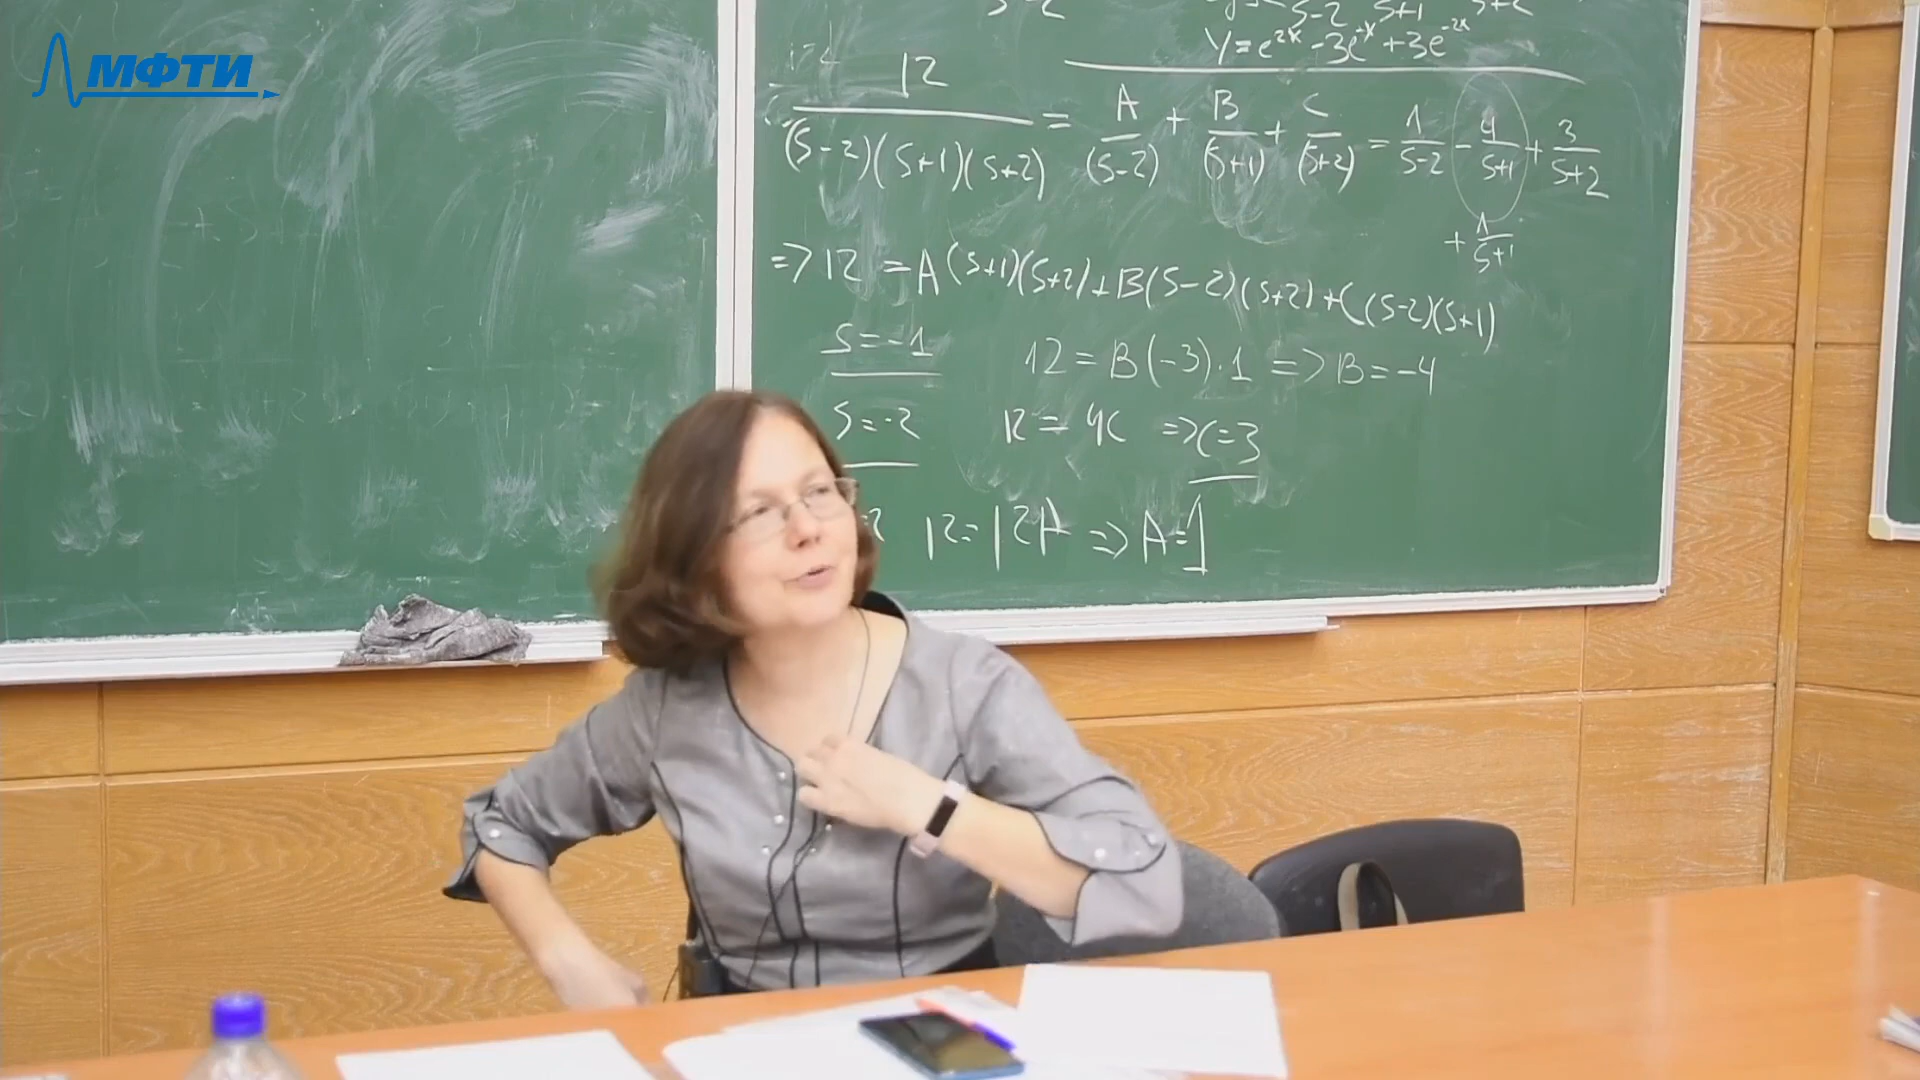 МФТИ
y = e^{2x} - 3e^{-x} + 3e^{-2x}
12/((s-2)(s+1)(s+2)) = A/(s-2) + B/(s+1) + C/(s+2) = 1/(s-2) - 4/(s+1) + 3/(s+2)
+ 1/(s+1)
=> 12 = A(s+1)(s+2) + B(s-2)(s+2) + C(s-2)(s+1)
s = -1 12 = B(-3)·1 => B = -4
s = -2 12 = 4C => C = 3
12 = 12A => A = 1